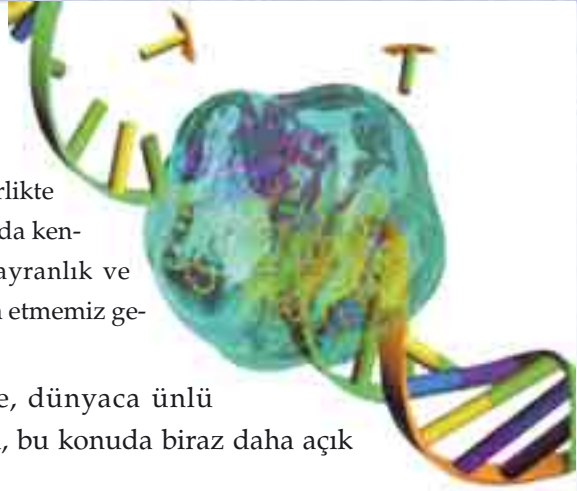 rlikte
da ken-
ayranlık ve
etmemiz ge-
e, dünyaca ünlü
, bu konuda biraz daha açık